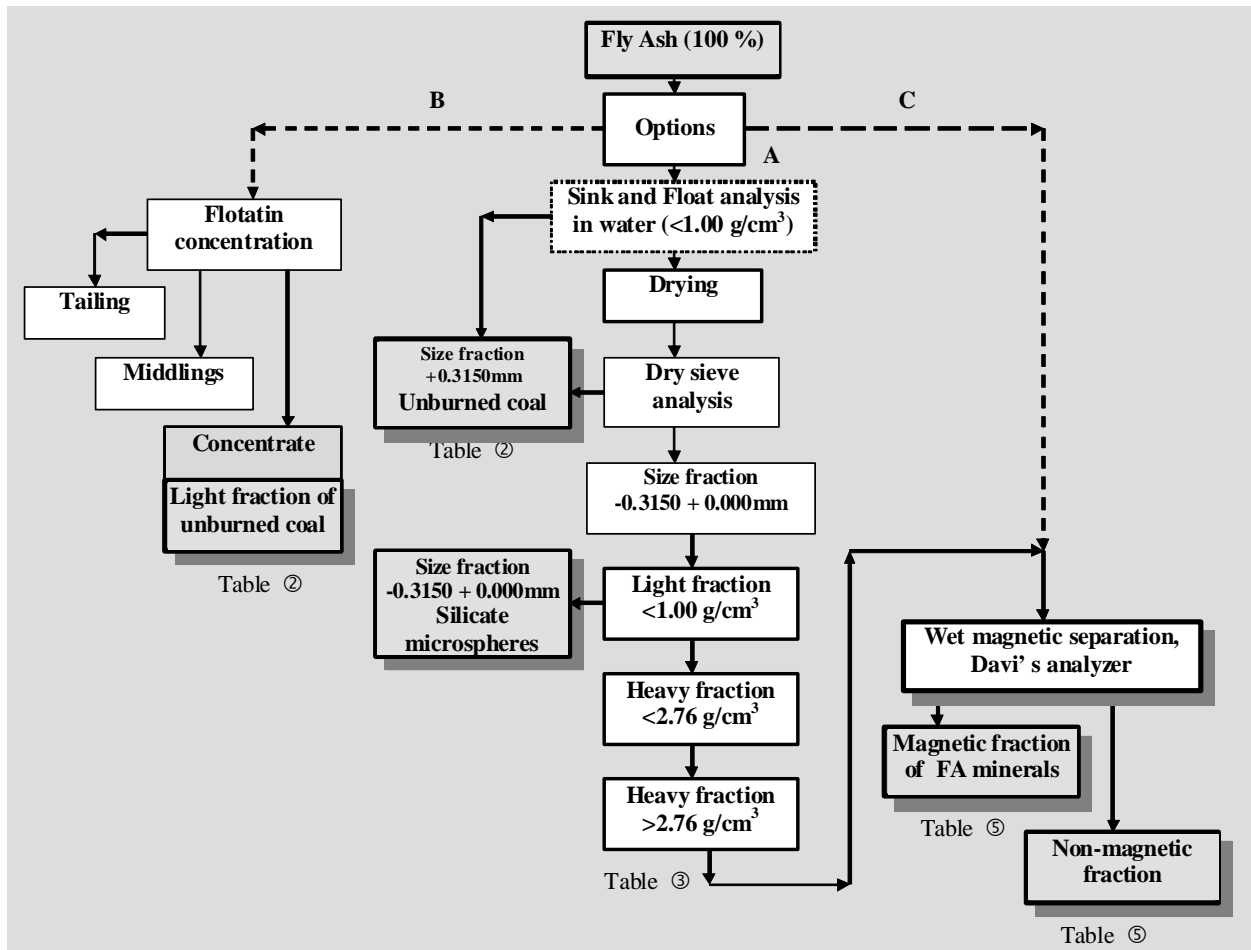 Fly Ash (100 %)
B
C
Options
A
Sink and Float analysis
in water (<1.00 g/cm³)
Flotatin
concentration
Drying
Tailing
Size fraction
+0.3150mm
Unburned coal
Dry sieve
analysis
Middlings
Table ②
Concentrate
Light fraction of
unburned coal
Table ②
Size fraction
-0.3150 + 0.000mm
Size fraction
-0.3150 + 0.000mm
Silicate
microspheres
Light fraction
<1.00 g/cm³
Heavy fraction
<2.76 g/cm³
Heavy fraction
>2.76 g/cm³
Table ③
Wet magnetic separation,
Davi' s analyzer
Magnetic fraction
of FA minerals
Table ⑤
Non-magnetic
fraction
Table ⑤